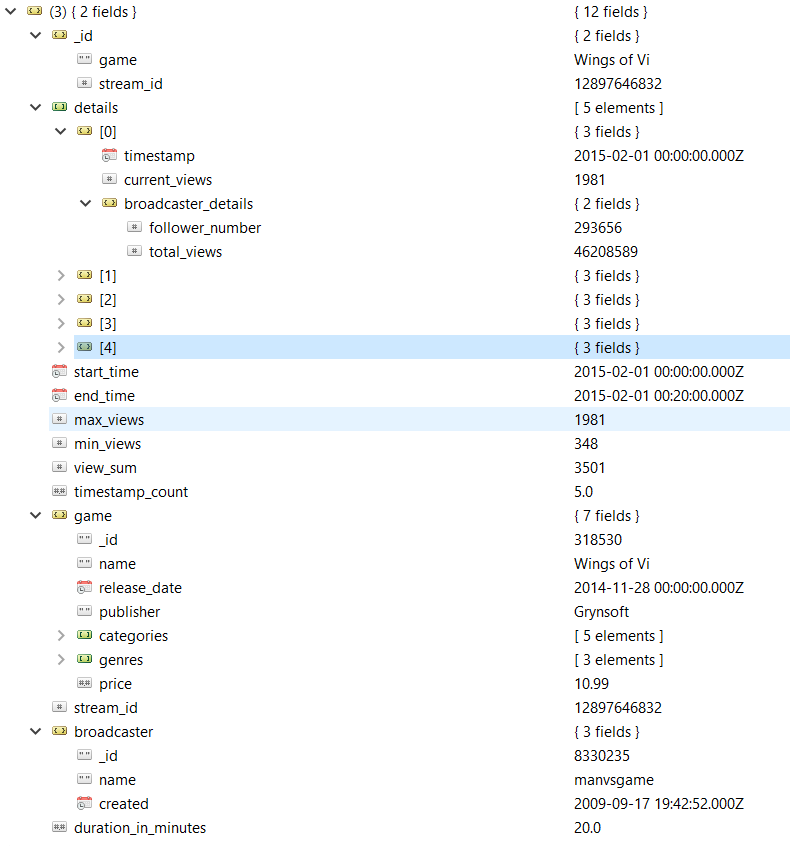 (3) { 2 fields } { 12 fields }
_id { 2 fields }
game Wings of Vi
stream_id 12897646832
details [ 5 elements ]
[0] { 3 fields }
timestamp 2015-02-01 00:00:00.000Z
current_views 1981
broadcaster_details { 2 fields }
follower_number 293656
total_views 46208589
[1] { 3 fields }
[2] { 3 fields }
[3] { 3 fields }
[4] { 3 fields }
start_time 2015-02-01 00:00:00.000Z
end_time 2015-02-01 00:20:00.000Z
max_views 1981
min_views 348
view_sum 3501
timestamp_count 5.0
game { 7 fields }
_id 318530
name Wings of Vi
release_date 2014-11-28 00:00:00.000Z
publisher Grynsoft
categories [ 5 elements ]
genres [ 3 elements ]
price 10.99
stream_id 12897646832
broadcaster { 3 fields }
_id 8330235
name manvsgame
created 2009-09-17 19:42:52.000Z
duration_in_minutes 20.0